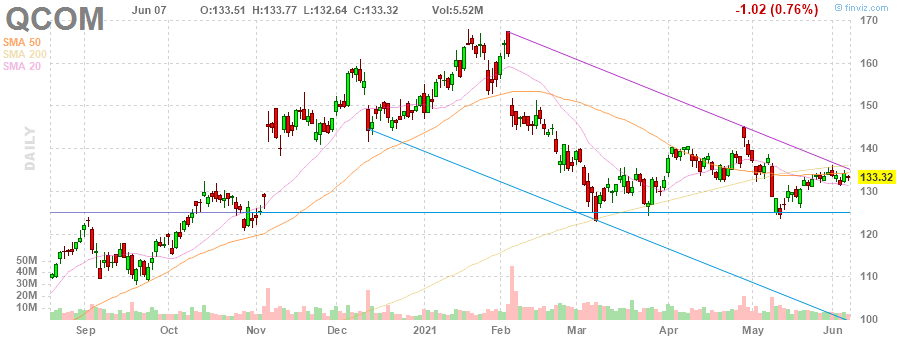 QCOM Jun 07 O:133.51 H:133.77 L:132.64 C:133.32 Vol:5.52M -1.02 (0.76%) finviz.com
SMA 50
SMA 200
SMA 20
DAILY
170
160
150
140
133.32
130
120
110
100
50M
40M
30M
20M
10M
Sep Oct Nov Dec 2021 Feb Mar Apr May Jun